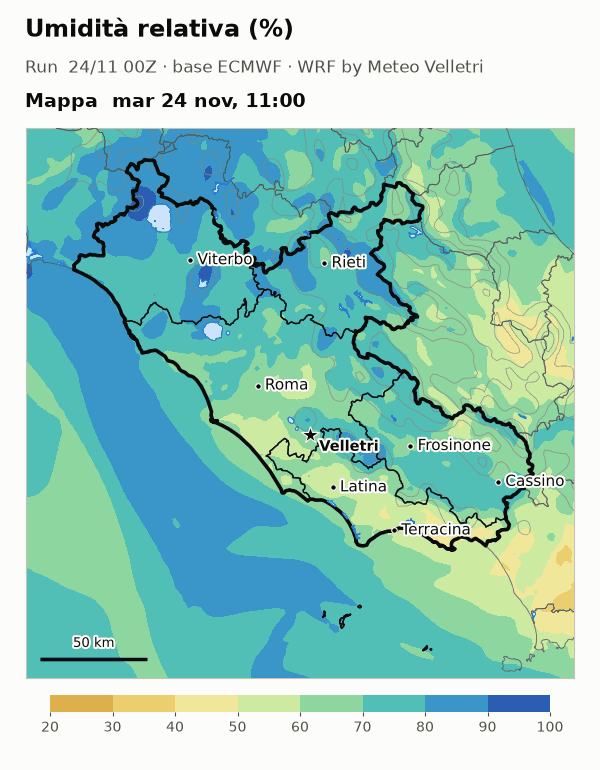 Umidità relativa (%)
Run  24/11 00Z · base ECMWF · WRF by Meteo Velletri
Mappa  mar 24 nov, 11:00
Viterbo
Rieti
Roma
Velletri
Frosinone
Cassino
Latina
Terracina
50 km
20 30 40 50 60 70 80 90 100